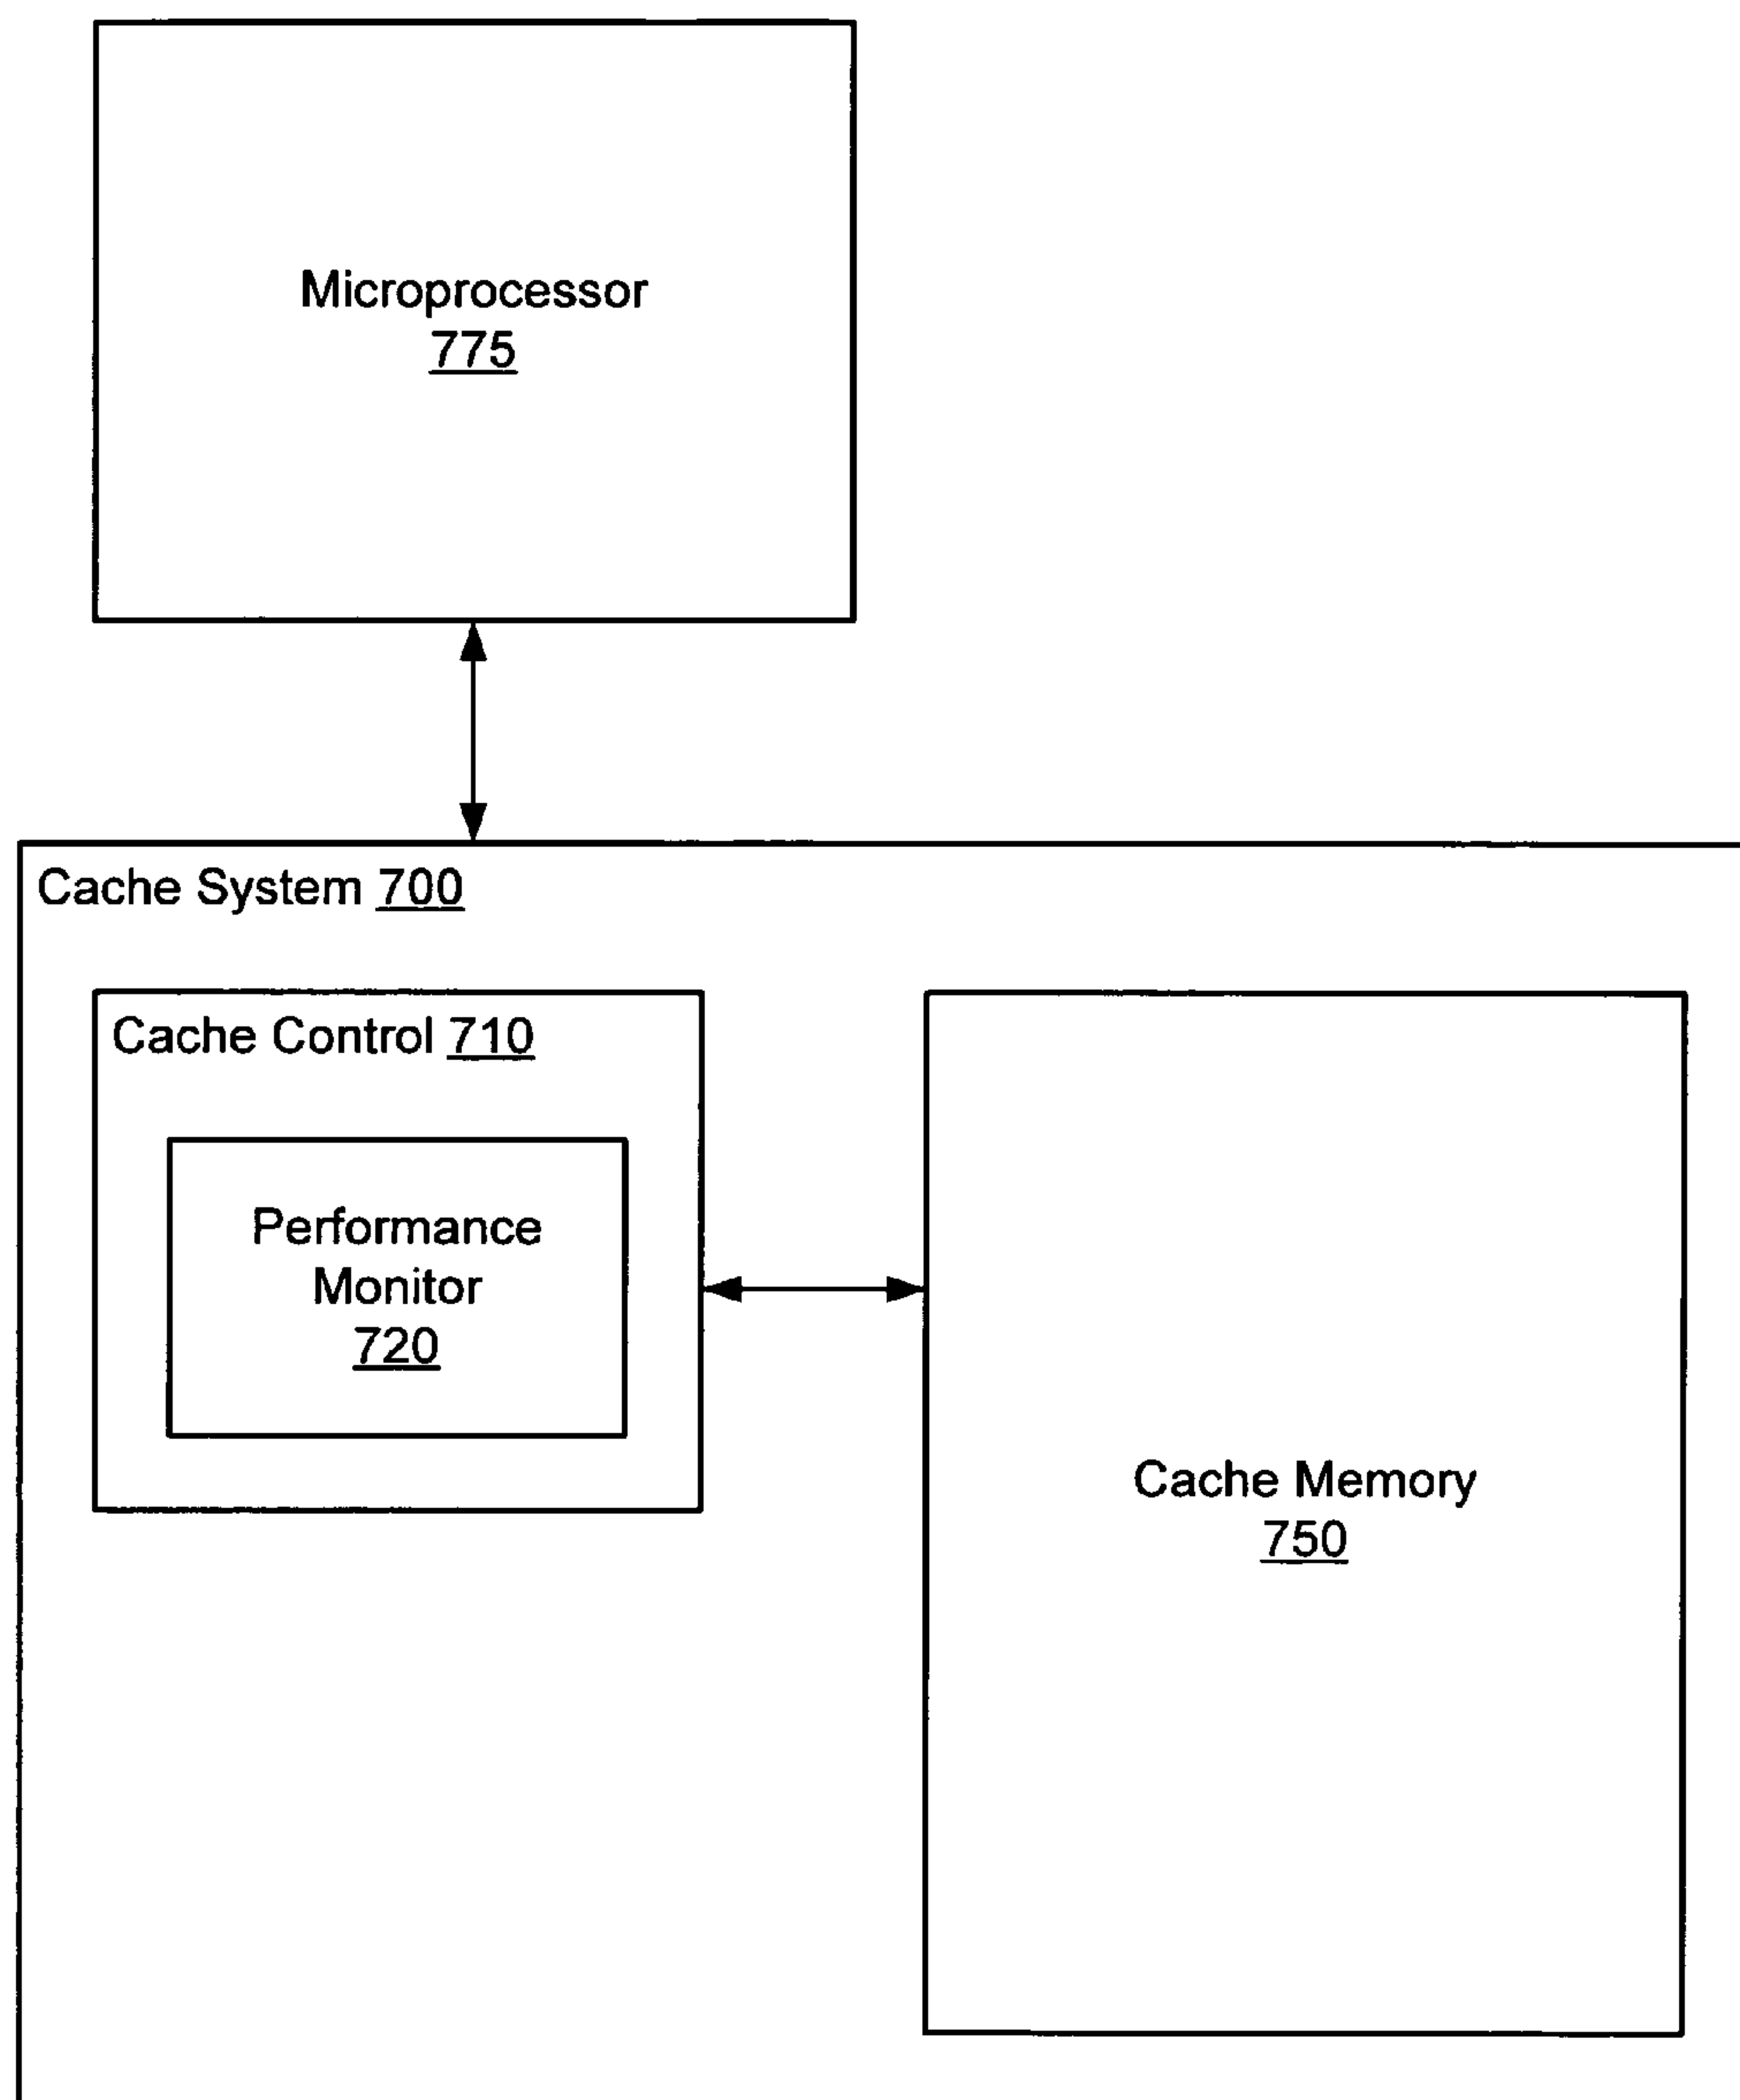 Microprocessor
775
Cache System 700
Cache Control 710
Performance
Monitor
720
Cache Memory
750